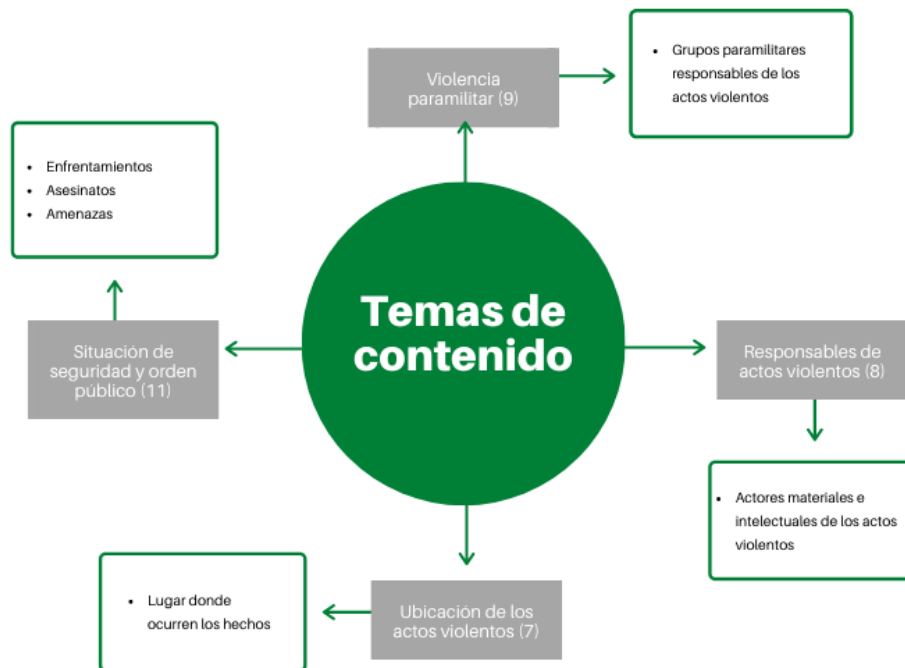 Violencia
paramilitar (9)
• Grupos paramilitares
responsables de los
actos violentos
• Enfrentamientos
• Asesinatos
• Amenazas
Temas de
contenido
Situación de
seguridad y orden
público (11)
Responsables de
actos violentos (8)
• Actores materiales e
intelectuales de los actos
violentos
• Lugar donde
ocurren los hechos
Ubicación de los
actos violentos (7)